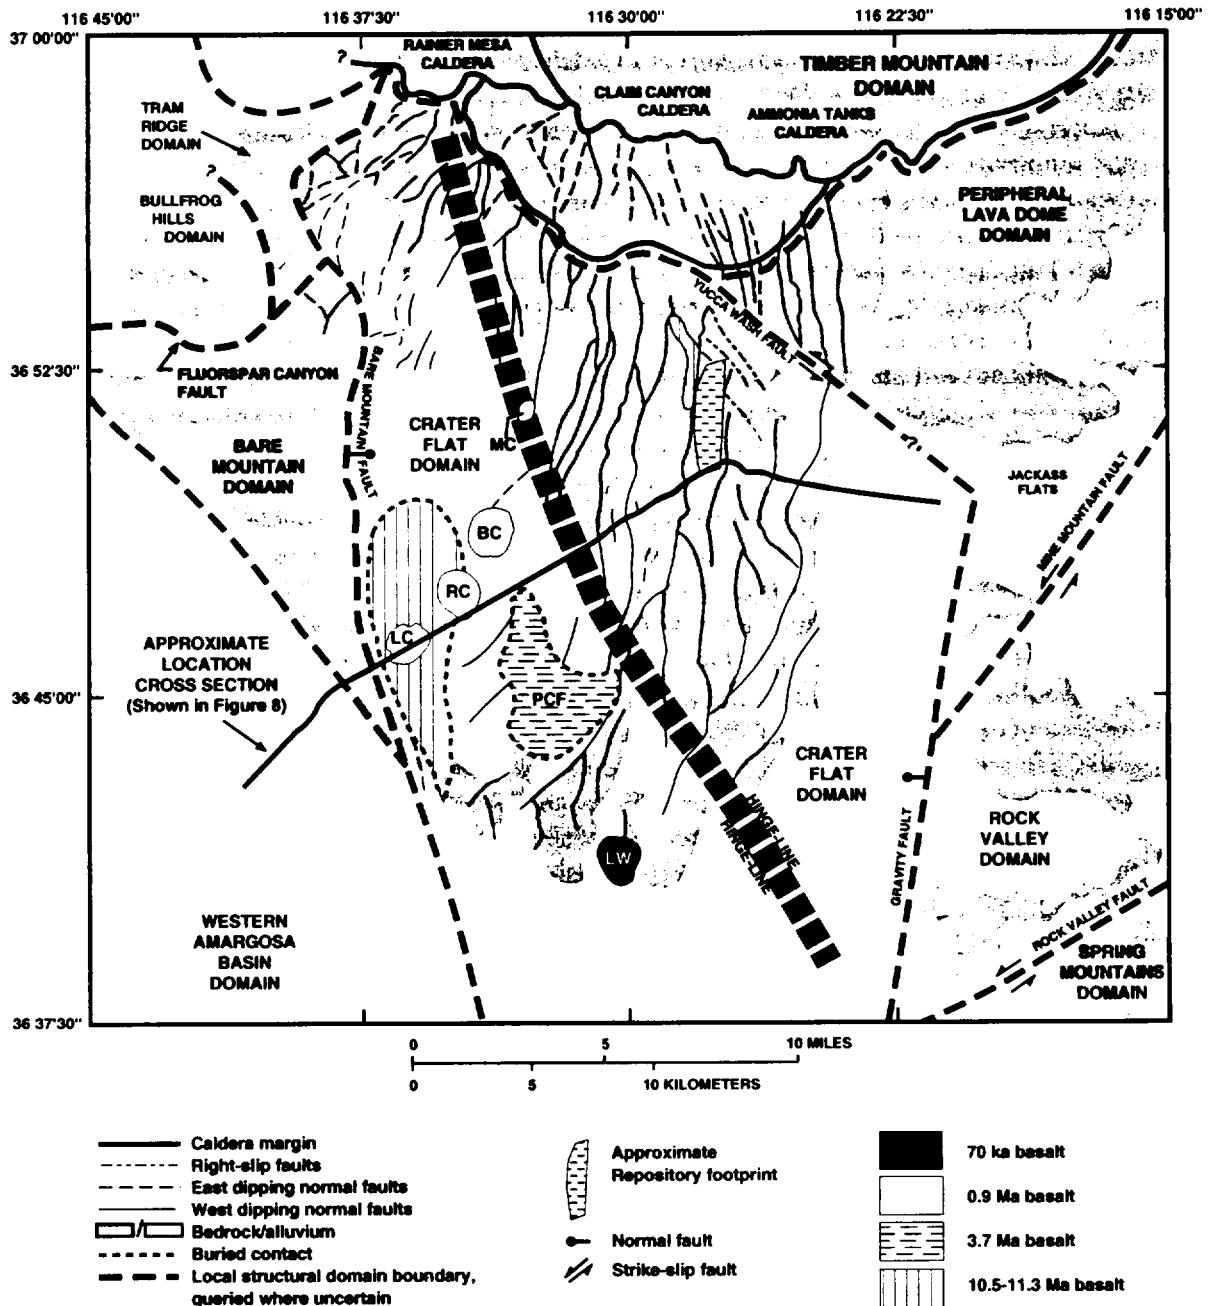 116 45'00"
116 37'30"
116 30'00"
116 22'30"
116 15'00"
37 00'00"
36 52'30"
36 45'00"
36 37'30"
RAINIER MESA
CALDERA
TIMBER MOUNTAIN
DOMAIN
CLAIM CANYON
CALDERA
AMMONIA TANKS
CALDERA
?
TRAM
RIDGE
DOMAIN
?
BULLFROG
HILLS
DOMAIN
PERIPHERAL
LAVA DOME
DOMAIN
YUCCA WASH FAULT
FLUORSPAR CANYON
FAULT
BARE MOUNTAIN FAULT
BARE
MOUNTAIN
DOMAIN
CRATER
FLAT
DOMAIN
MC
?
JACKASS
FLATS
MINE MOUNTAIN FAULT
BC
RC
LC
APPROXIMATE
LOCATION
CROSS SECTION
(Shown in Figure 8)
PCF
CRATER
FLAT
DOMAIN
HINGE-LINE
HINGE-LINE
LW
GRAVITY FAULT
ROCK
VALLEY
DOMAIN
ROCK VALLEY FAULT
WESTERN
AMARGOSA
BASIN
DOMAIN
SPRING
MOUNTAINS
DOMAIN
0 5 10 MILES
0 5 10 KILOMETERS
Caldera margin
Right-slip faults
East dipping normal faults
West dipping normal faults
/ Bedrock/alluvium
Buried contact
Local structural domain boundary,
queried where uncertain
Approximate
Repository footprint
Normal fault
Strike-slip fault
70 ka basalt
0.9 Ma basalt
3.7 Ma basalt
10.5-11.3 Ma basalt